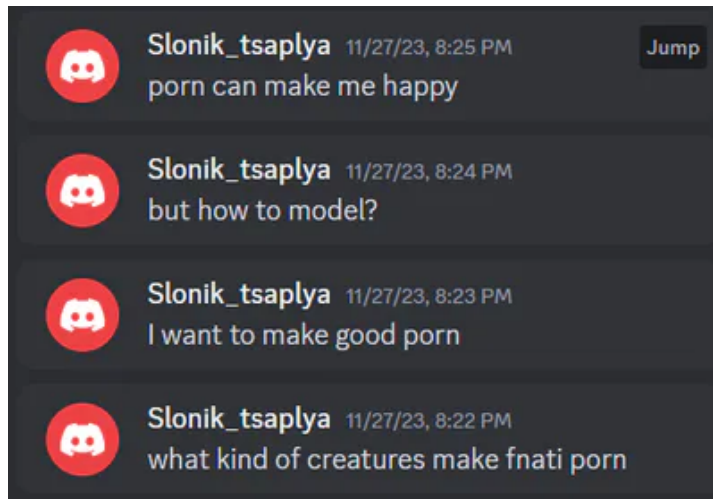 Slonik_tsaplya 11/27/23, 8:25 PM Jump
porn can make me happy
Slonik_tsaplya 11/27/23, 8:24 PM
but how to model?
Slonik_tsaplya 11/27/23, 8:23 PM
I want to make good porn
Slonik_tsaplya 11/27/23, 8:22 PM
what kind of creatures make fnati porn